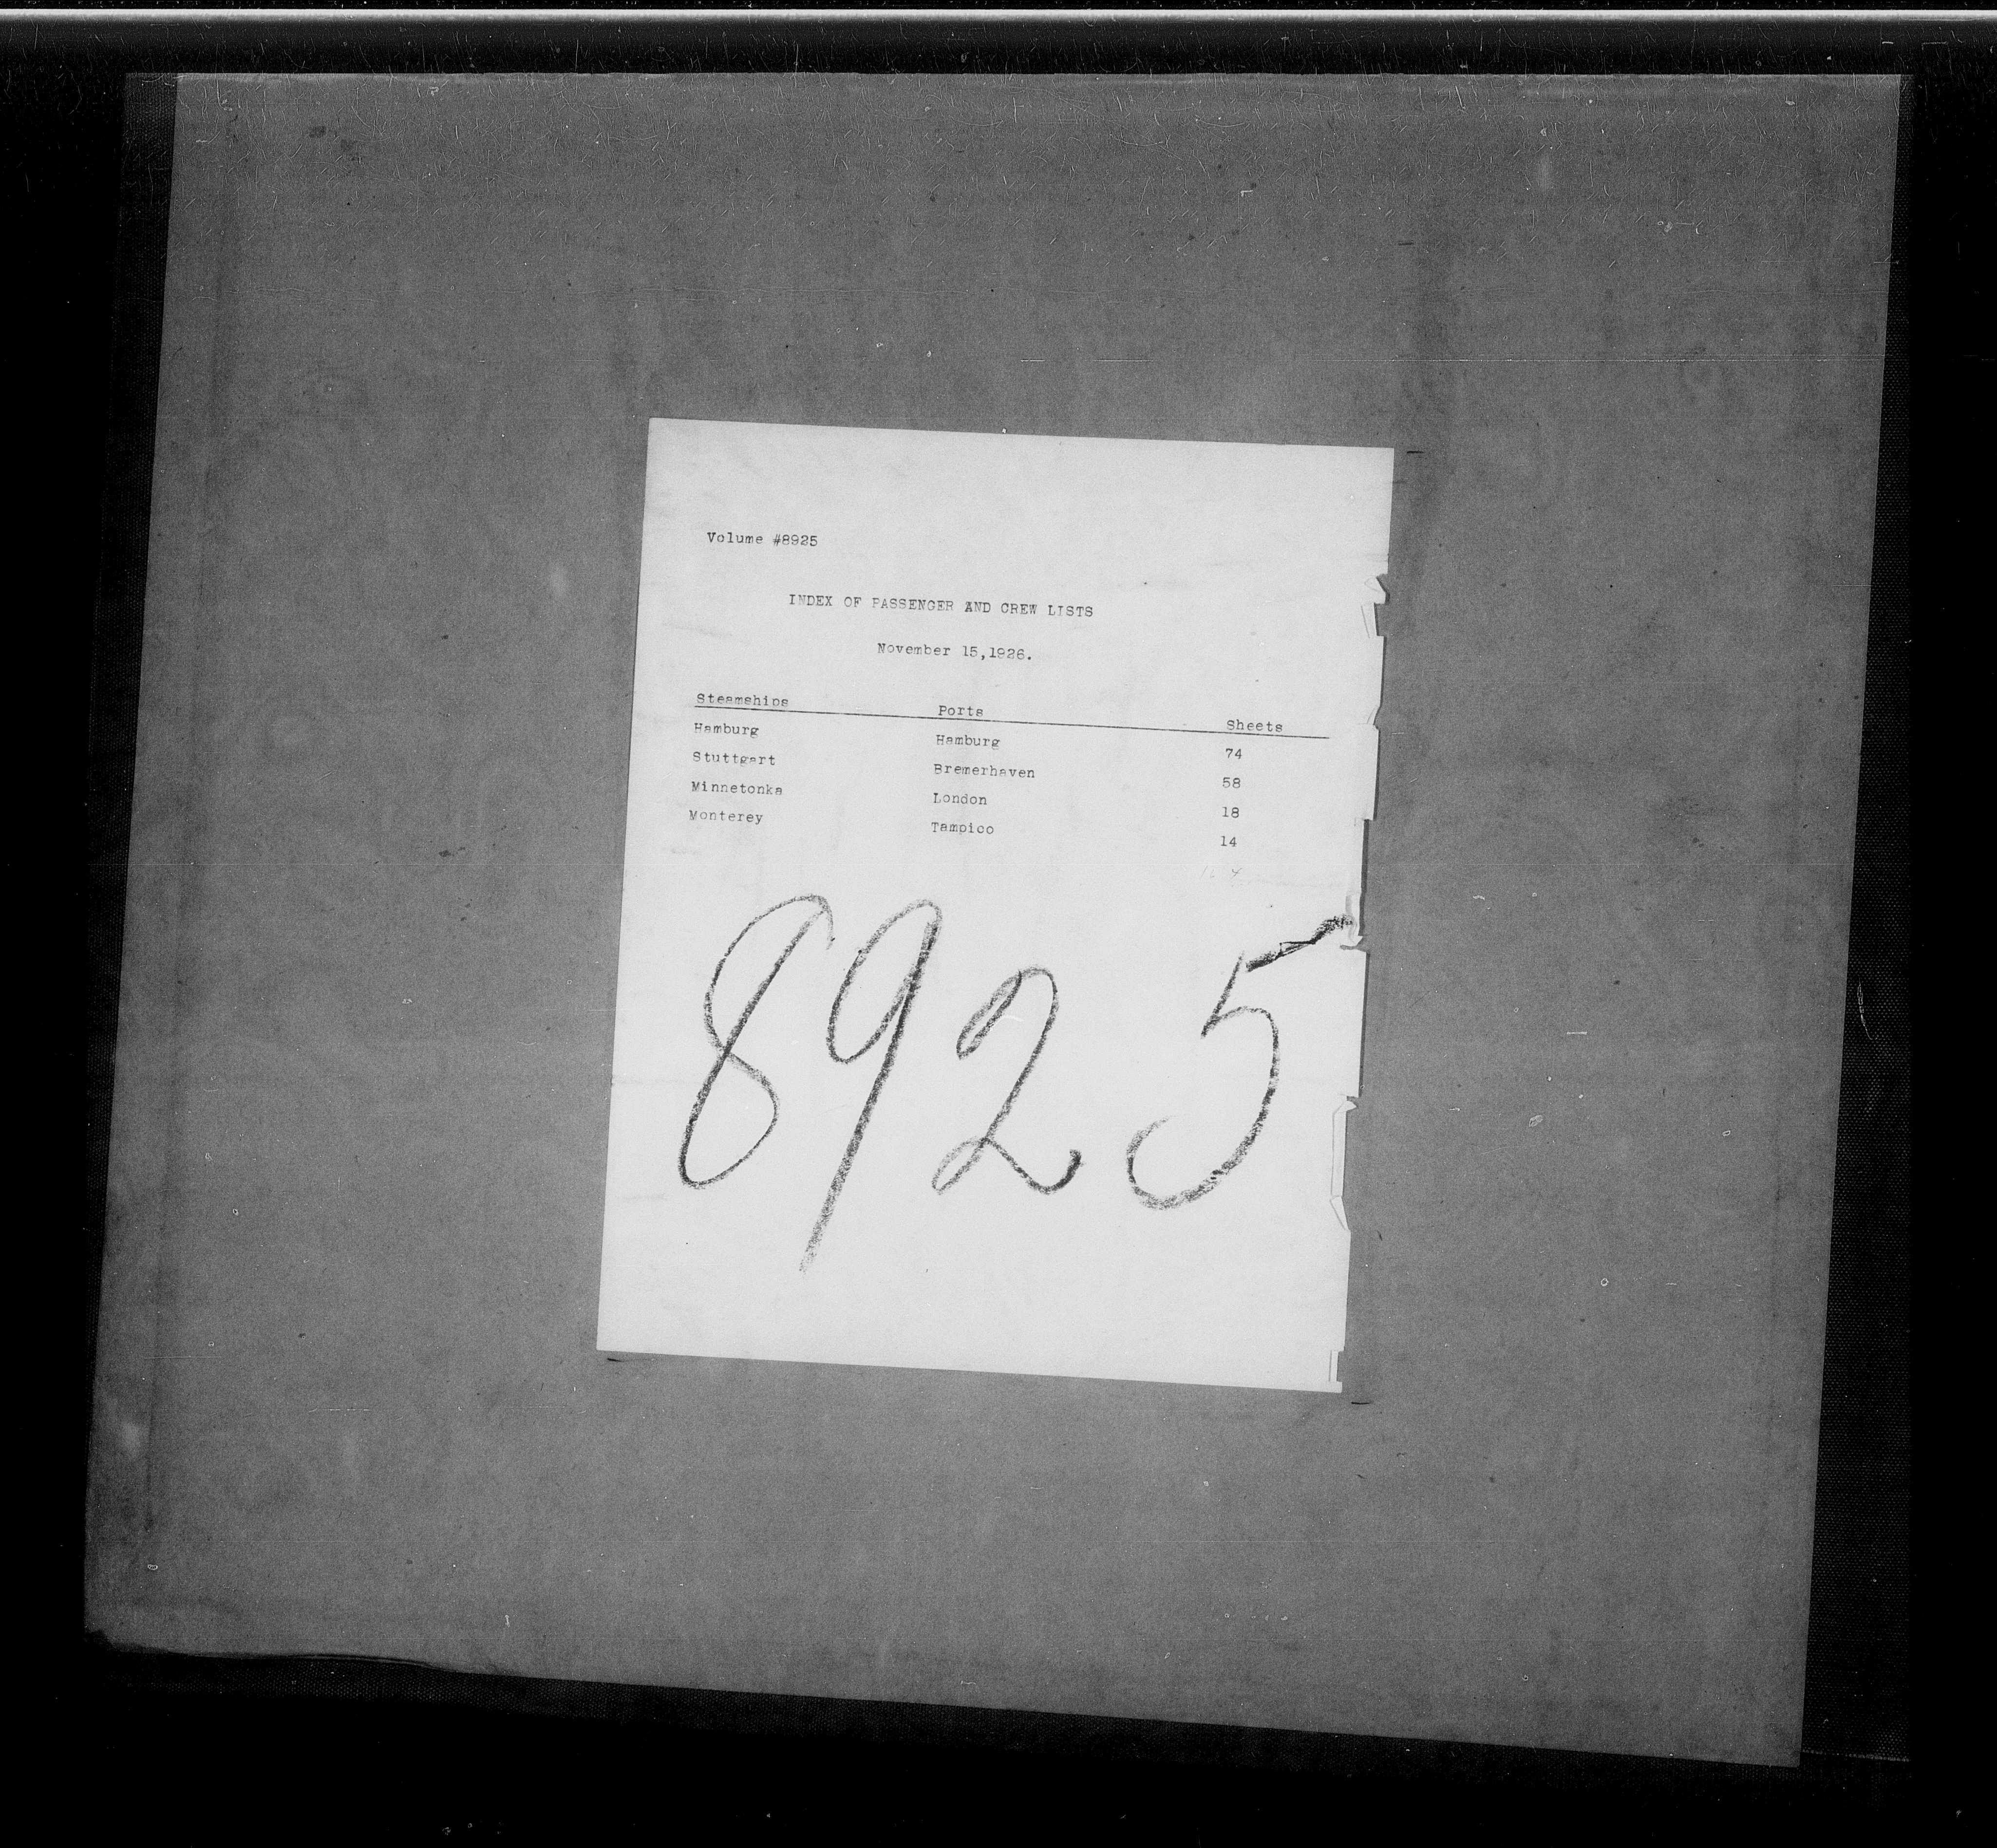 Volume #8925
INDEX OF PASSENGER AND CREW LISTS
November 15,1926.
Steamships Ports Sheets
Hamburg Hamburg 74
Stuttgart Bremerhaven 58
Minnetonka London 18
Monterey Tampico 14
164
8925